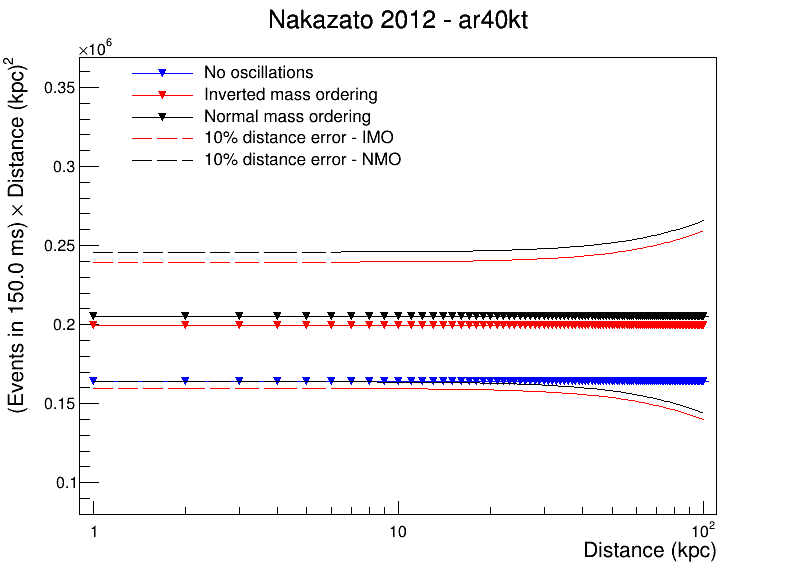 Nakazato 2012 - ar40kt
×10^6
(Events in 150.0 ms) × Distance (kpc)^2
No oscillations
Inverted mass ordering
Normal mass ordering
10% distance error - IMO
10% distance error - NMO
0.35
0.3
0.25
0.2
0.15
0.1
1
10
10^2
Distance (kpc)